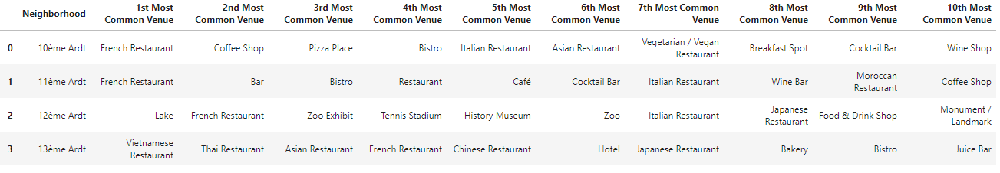 Neighborhood 1st Most Common Venue 2nd Most Common Venue 3rd Most Common Venue 4th Most Common Venue 5th Most Common Venue 6th Most Common Venue 7th Most Common Venue 8th Most Common Venue 9th Most Common Venue 10th Most Common Venue
0 10ème Ardt French Restaurant Coffee Shop Pizza Place Bistro Italian Restaurant Asian Restaurant Vegetarian / Vegan Restaurant Breakfast Spot Cocktail Bar Wine Shop
1 11ème Ardt French Restaurant Bar Bistro Restaurant Café Cocktail Bar Italian Restaurant Wine Bar Moroccan Restaurant Coffee Shop
2 12ème Ardt Lake French Restaurant Zoo Exhibit Tennis Stadium History Museum Zoo Italian Restaurant Japanese Restaurant Food & Drink Shop Monument / Landmark
3 13ème Ardt Vietnamese Restaurant Thai Restaurant Asian Restaurant French Restaurant Chinese Restaurant Hotel Japanese Restaurant Bakery Bistro Juice Bar